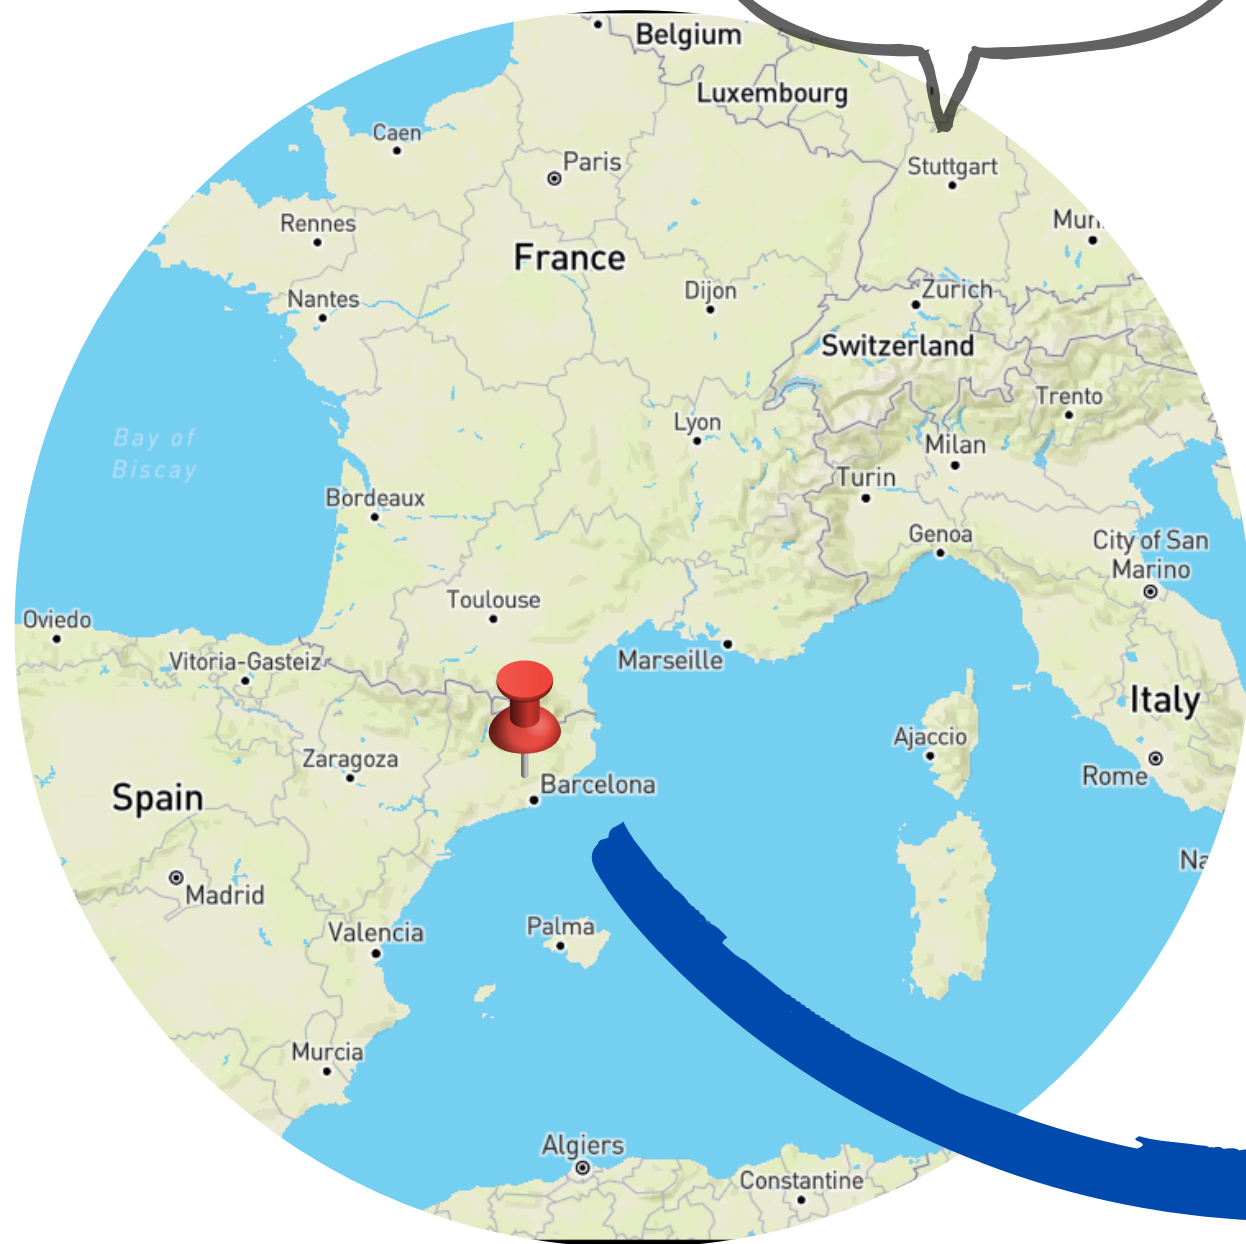 Belgium
Luxembourg
Caen
Paris
Stuttgart
Rennes
Mun
France
Nantes
Dijon
Zurich
Switzerland
Trento
Lyon
Bay of
Biscay
Milan
Turin
Bordeaux
Genoa
City of San
Marino
Toulouse
Oviedo
Vitoria-Gasteiz
Marseille
Italy
Ajaccio
Zaragoza
Rome
Barcelona
Spain
Na
Madrid
Palma
Valencia
Murcia
Algiers
Constantine